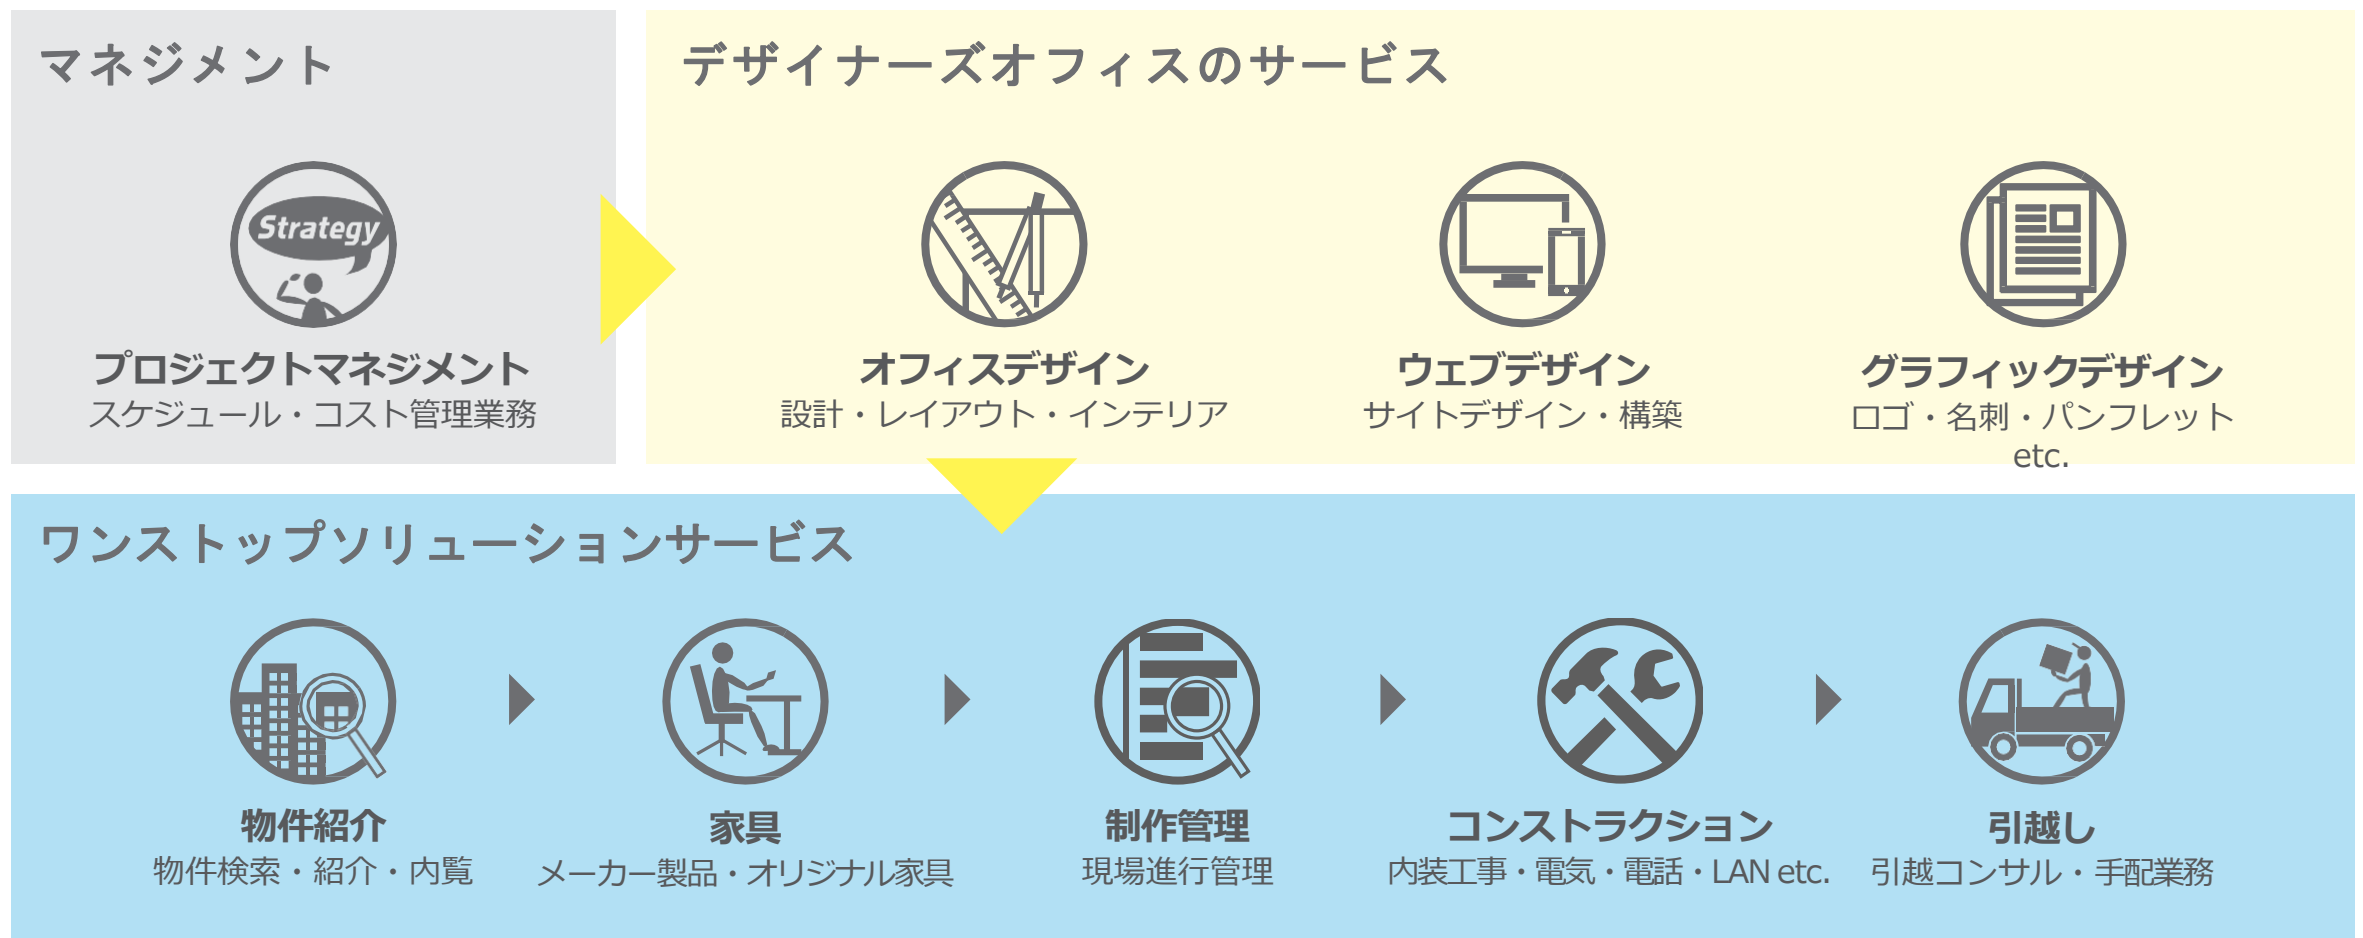 マネジメント
Strategy
プロジェクトマネジメント
スケジュール・コスト管理業務
デザイナーズオフィスのサービス
オフィスデザイン
設計・レイアウト・インテリア
ウェブデザイン
サイトデザイン・構築
グラフィックデザイン
ロゴ・名刺・パンフレット
etc.
ワンストップソリューションサービス
物件紹介
物件検索・紹介・内覧
家具
メーカー製品・オリジナル家具
制作管理
現場進行管理
コンストラクション
内装工事・電気・電話・LAN etc.
引越し
引越コンサル・手配業務